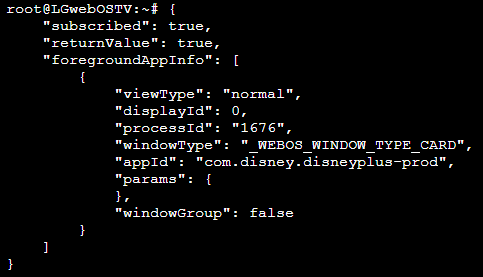 root@LGwebOSTV:~# {
    "subscribed": true,
    "returnValue": true,
    "foregroundAppInfo": [
        {
            "viewType": "normal",
            "displayId": 0,
            "processId": "1676",
            "windowType": "_WEBOS_WINDOW_TYPE_CARD",
            "appId": "com.disney.disneyplus-prod",
            "params": {
            },
            "windowGroup": false
        }
    ]
}